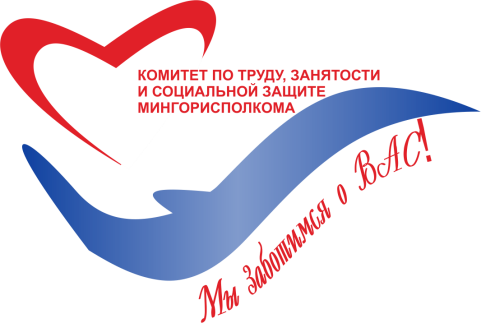 КОМИТЕТ ПО ТРУДУ, ЗАНЯТОСТИ
И СОЦИАЛЬНОЙ ЗАЩИТЕ
МИНГОРИСПОЛКОМА
Мы заботимся о ВАС!